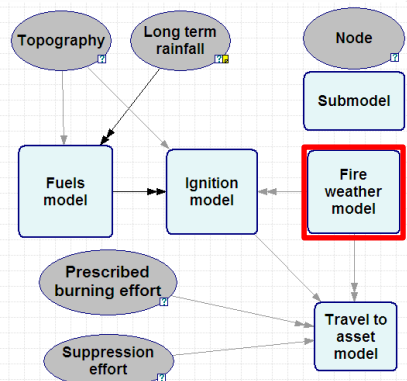 Topography
Long term
rainfall
Node
Submodel
Fuels
model
Ignition
model
Fire
weather
model
Prescribed
burning effort
Travel to
asset
model
Suppression
effort